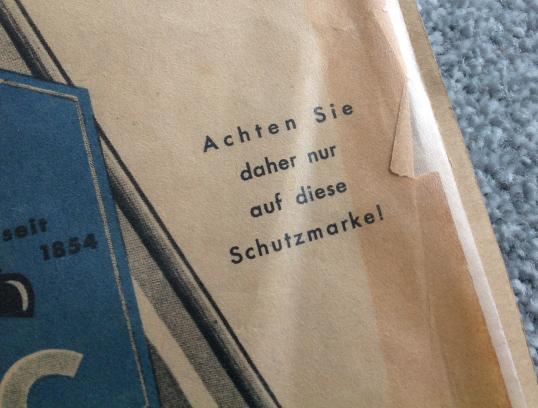 Achten Sie
daher nur
auf diese
Schutzmarke!
seit
1854